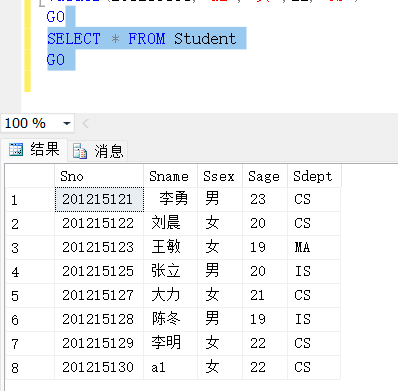 GO
SELECT * FROM Student
GO
100 %
结果 消息
Sno Sname Ssex Sage Sdept
1 201215121 李勇 男 23 CS
2 201215122 刘晨 女 20 CS
3 201215123 王敏 女 19 MA
4 201215125 张立 男 20 IS
5 201215127 大力 女 21 CS
6 201215128 陈冬 男 19 IS
7 201215129 李明 女 22 CS
8 201215130 a1 女 22 CS